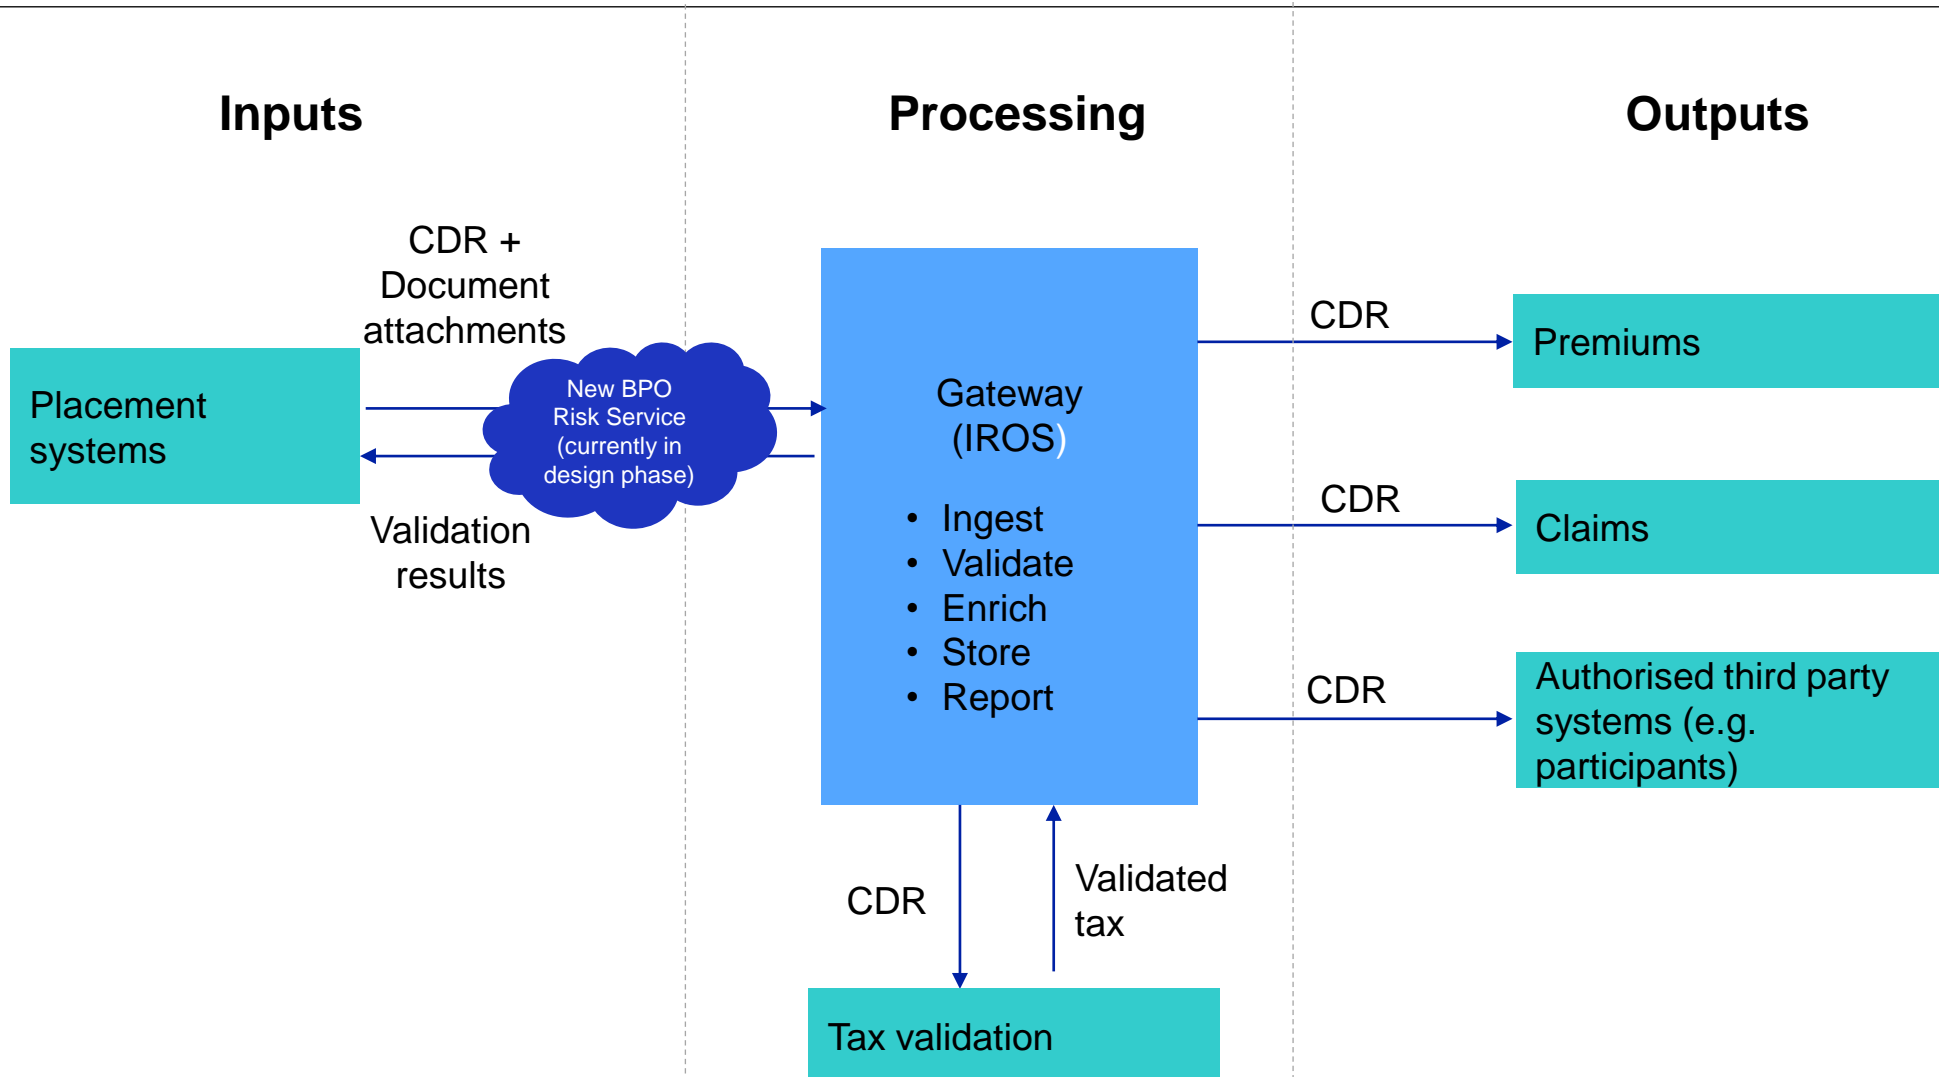 Inputs
Processing
Outputs
CDR +
Document
attachments
Placement
systems
New BPO
Risk Service
(currently in
design phase)
Validation
results
Gateway
(IROS)
• Ingest
• Validate
• Enrich
• Store
• Report
CDR
Premiums
CDR
Claims
CDR
Authorised third party
systems (e.g.
participants)
CDR
Validated
tax
Tax validation